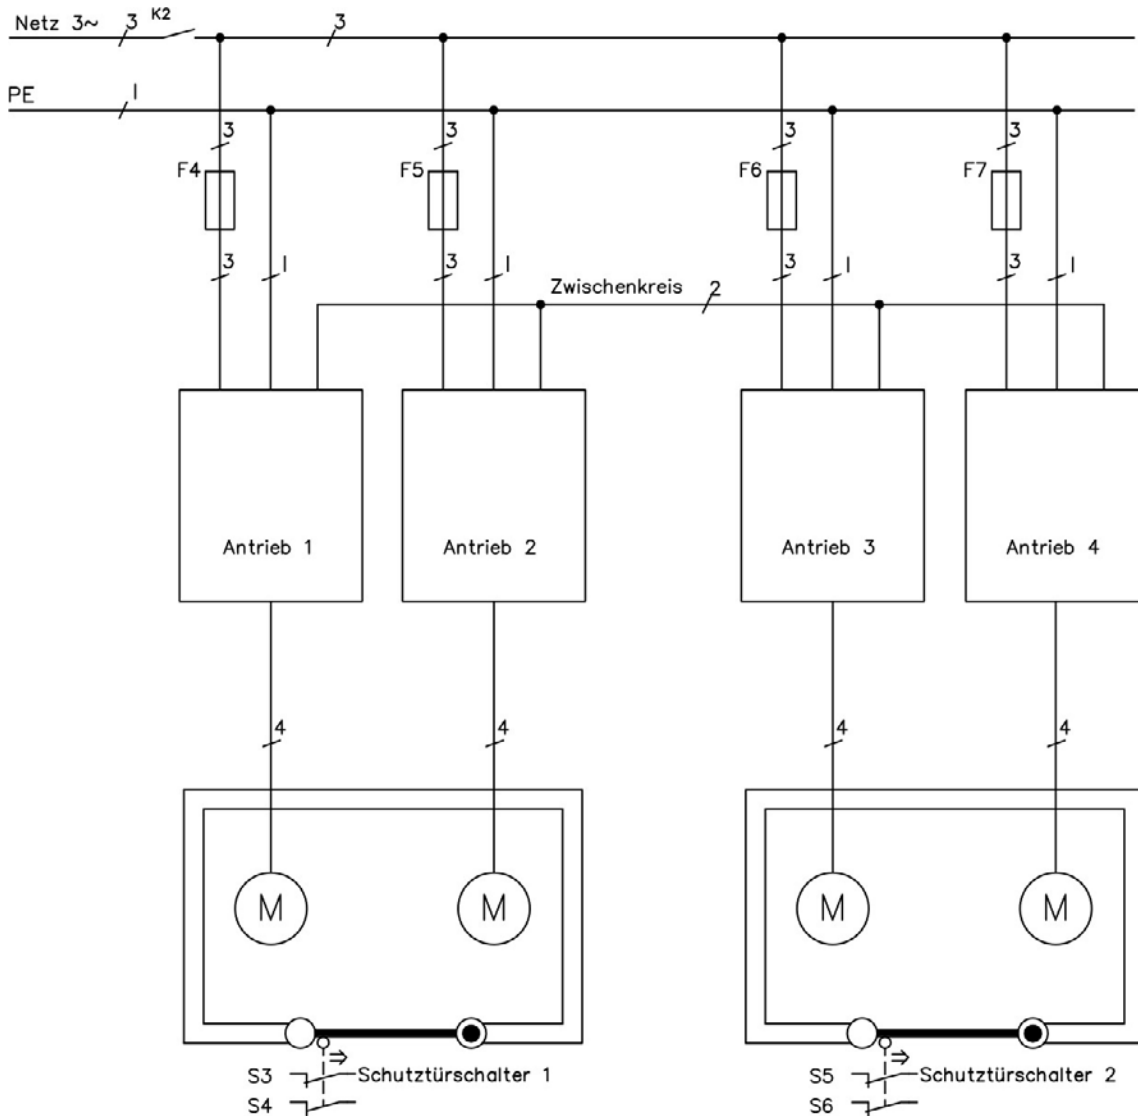 Netz 3~ 3 K2 3
PE 1
3 3 3 3
F4 F5 F6 F7
3 1 3 1 3 1 3 1
Zwischenkreis 2
Antrieb 1 Antrieb 2 Antrieb 3 Antrieb 4
4 4 4 4
M M M M
S3 Schutztürschalter 1 S5 Schutztürschalter 2
S4 S6